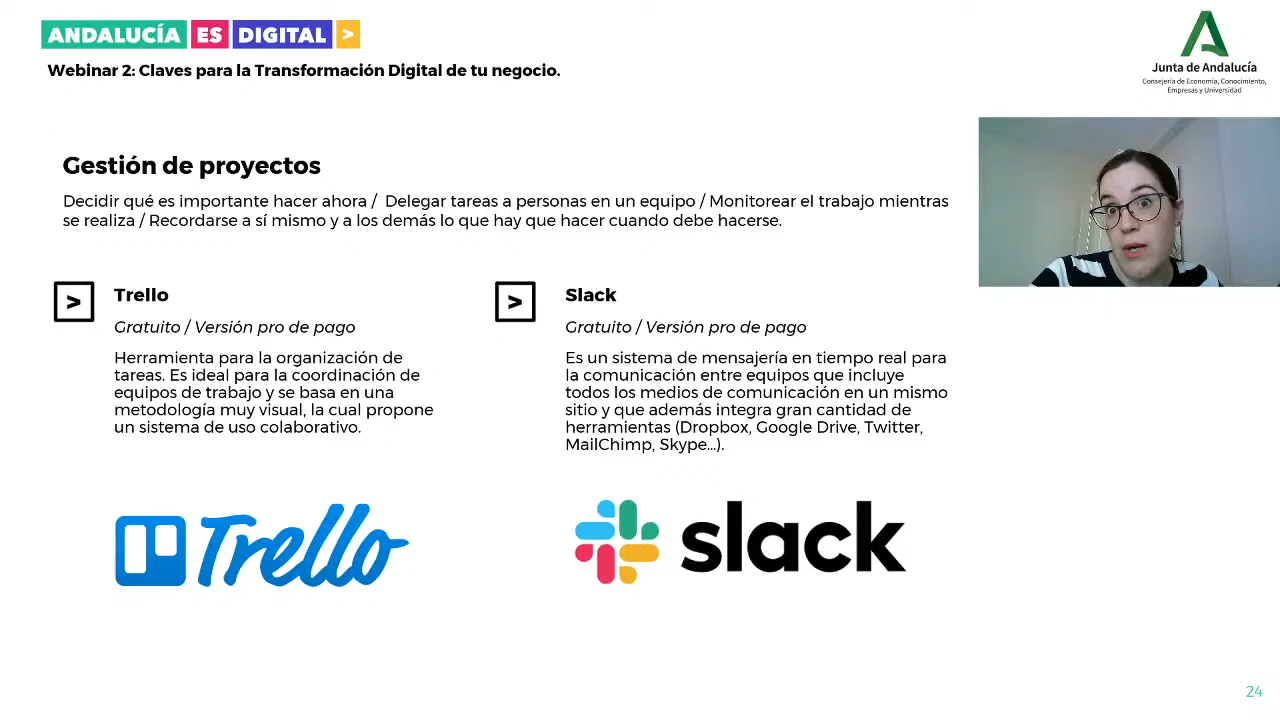 ANDALUCÍA ES DIGITAL >
Webinar 2: Claves para la Transformación Digital de tu negocio.
Junta de Andalucía
Consejería de Economía, Conocimiento,
Empresas y Universidad
Gestión de proyectos
Decidir qué es importante hacer ahora / Delegar tareas a personas en un equipo / Monitorear el trabajo mientras
se realiza / Recordarse a sí mismo y a los demás lo que hay que hacer cuando debe hacerse.
> Trello
Gratuito / Versión pro de pago
Herramienta para la organización de
tareas. Es ideal para la coordinación de
equipos de trabajo y se basa en una
metodología muy visual, la cual propone
un sistema de uso colaborativo.
Trello
> Slack
Gratuito / Versión pro de pago
Es un sistema de mensajería en tiempo real para
la comunicación entre equipos que incluye
todos los medios de comunicación en un mismo
sitio y que además integra gran cantidad de
herramientas (Dropbox, Google Drive, Twitter,
MailChimp, Skype...).
slack
24